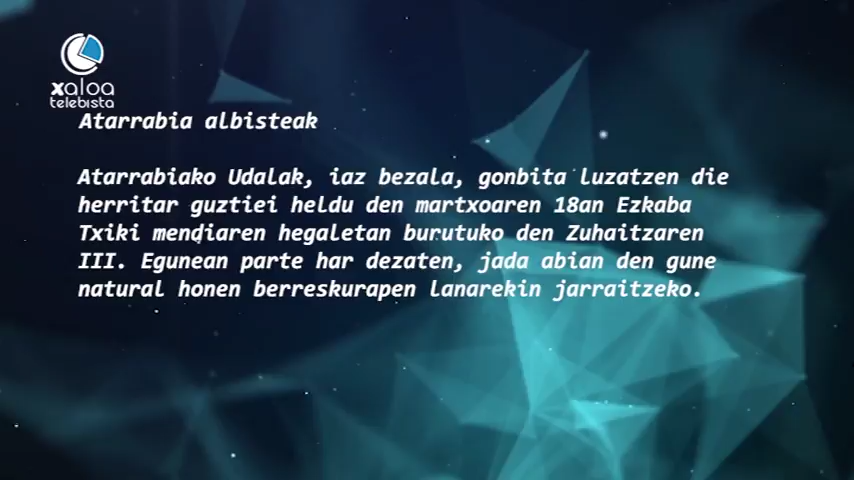 xaloa
telebista
Atarrabia albisteak
Atarrabiako Udalak, iaz bezala, gonbita luzatzen die
herritar guztiei heldu den martxoaren 18an Ezkaba
Txiki mendiaren hegaletan burutuko den Zuhaitzaren
III. Egunean parte har dezaten, jada abian den gune
natural honen berreskurapen lanarekin jarraitzeko.